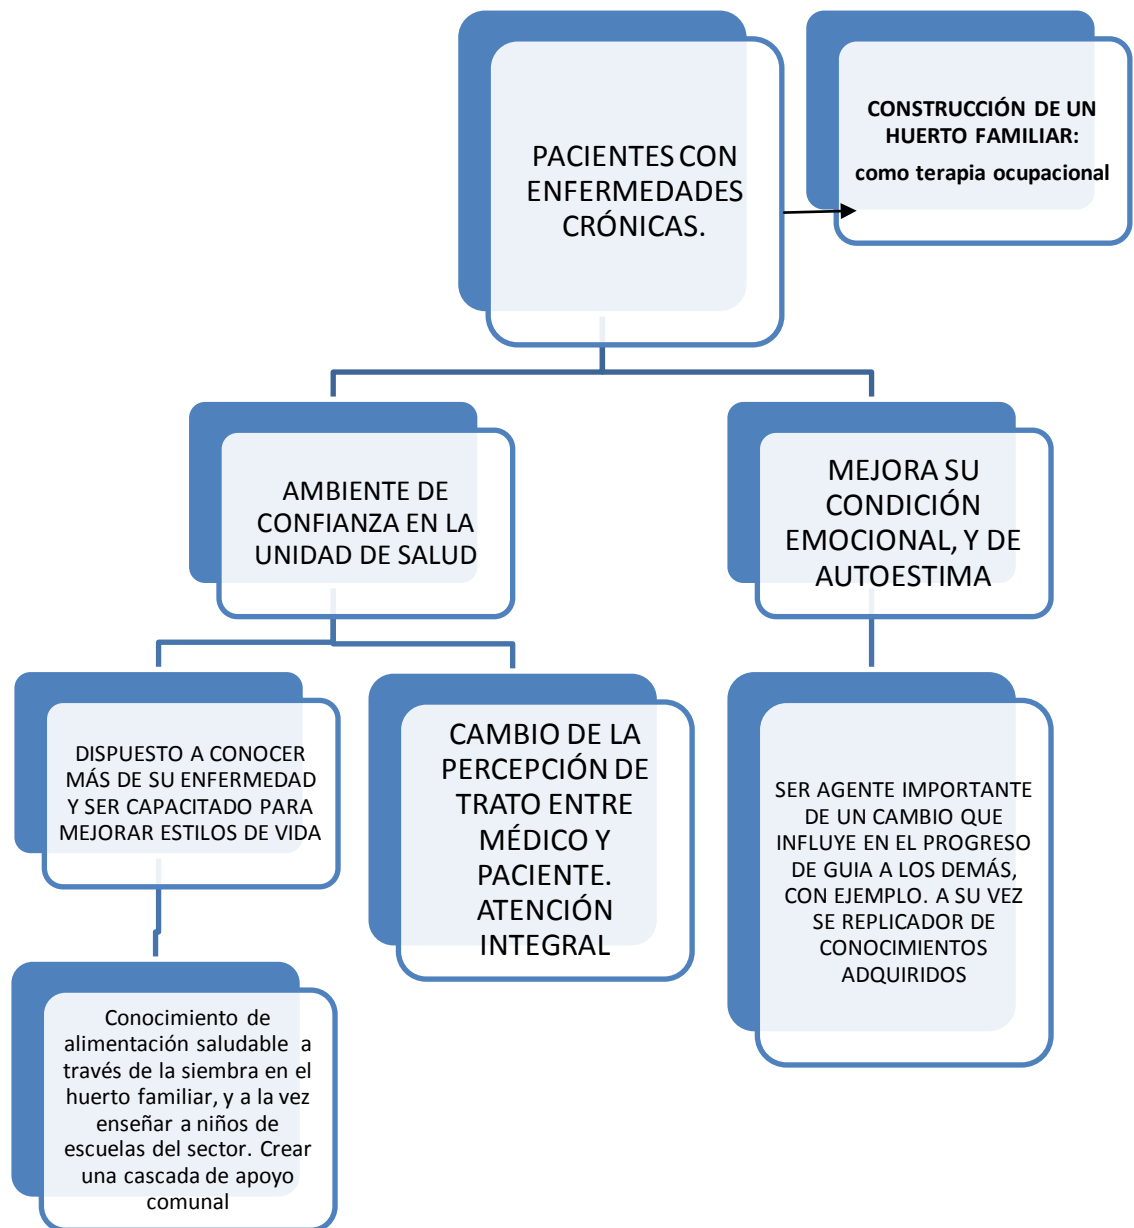 PACIENTES CON
ENFERMEDADES
CRÓNICAS.
CONSTRUCCIÓN DE UN
HUERTO FAMILIAR:
como terapia ocupacional
AMBIENTE DE
CONFIANZA EN LA
UNIDAD DE SALUD
MEJORA SU
CONDICIÓN
EMOCIONAL, Y DE
AUTOESTIMA
DISPUESTO A CONOCER
MÁS DE SU ENFERMEDAD
Y SER CAPACITADO PARA
MEJORAR ESTILOS DE VIDA
CAMBIO DE LA
PERCEPCIÓN DE
TRATO ENTRE
MÉDICO Y
PACIENTE.
ATENCIÓN
INTEGRAL
SER AGENTE IMPORTANTE
DE UN CAMBIO QUE
INFLUYE EN EL PROGRESO
DE GUIA A LOS DEMÁS,
CON EJEMPLO. A SU VEZ
SE REPLICADOR DE
CONOCIMIENTOS
ADQUIRIDOS
Conocimiento de
alimentación saludable a
través de la siembra en el
huerto familiar, y a la vez
enseñar a niños de
escuelas del sector. Crear
una cascada de apoyo
comunal